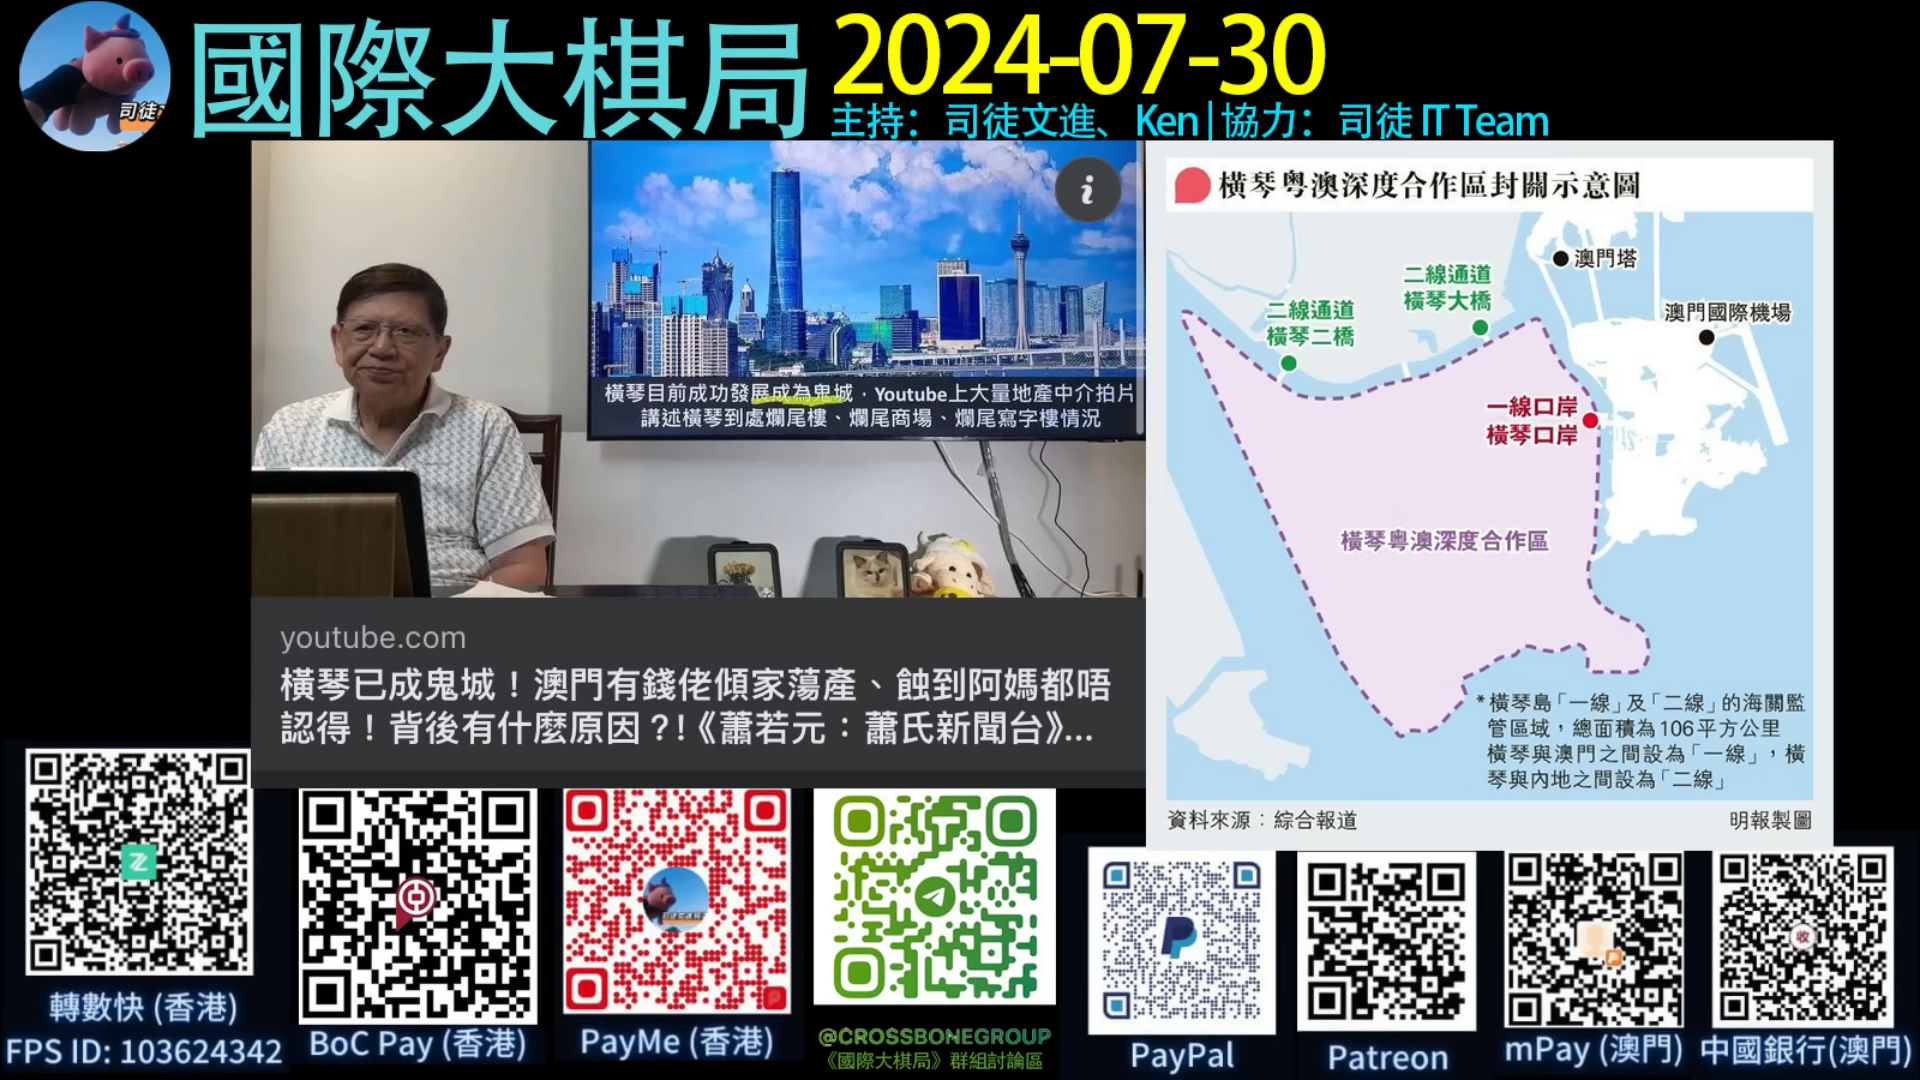 司徒
國際大棋局
2024-07-30
主持：司徒文進、Ken | 協力：司徒 IT Team
橫琴目前成功發展成為鬼城，Youtube上大量地產中介拍片
講述橫琴到處爛尾樓、爛尾商場、爛尾寫字樓情況
youtube.com
橫琴已成鬼城！澳門有錢佬傾家蕩產、蝕到阿媽都唔
認得！背後有什麼原因？!《蕭若元：蕭氏新聞台》...
橫琴粵澳深度合作區封關示意圖
澳門塔
二線通道
橫琴大橋
二線通道
橫琴二橋
澳門國際機場
一線口岸
橫琴口岸
橫琴粵澳深度合作區
*橫琴島「一線」及「二線」的海關監
管區域，總面積為106平方公里
橫琴與澳門之間設為「一線」，橫
琴與內地之間設為「二線」
資料來源：綜合報道
明報製圖
轉數快 (香港)
FPS ID: 103624342
BoC Pay (香港)
PayMe (香港)
@CROSSBONEGROUP
《國際大棋局》群組討論區
PayPal
Patreon
mPay (澳門)
收
中國銀行(澳門)